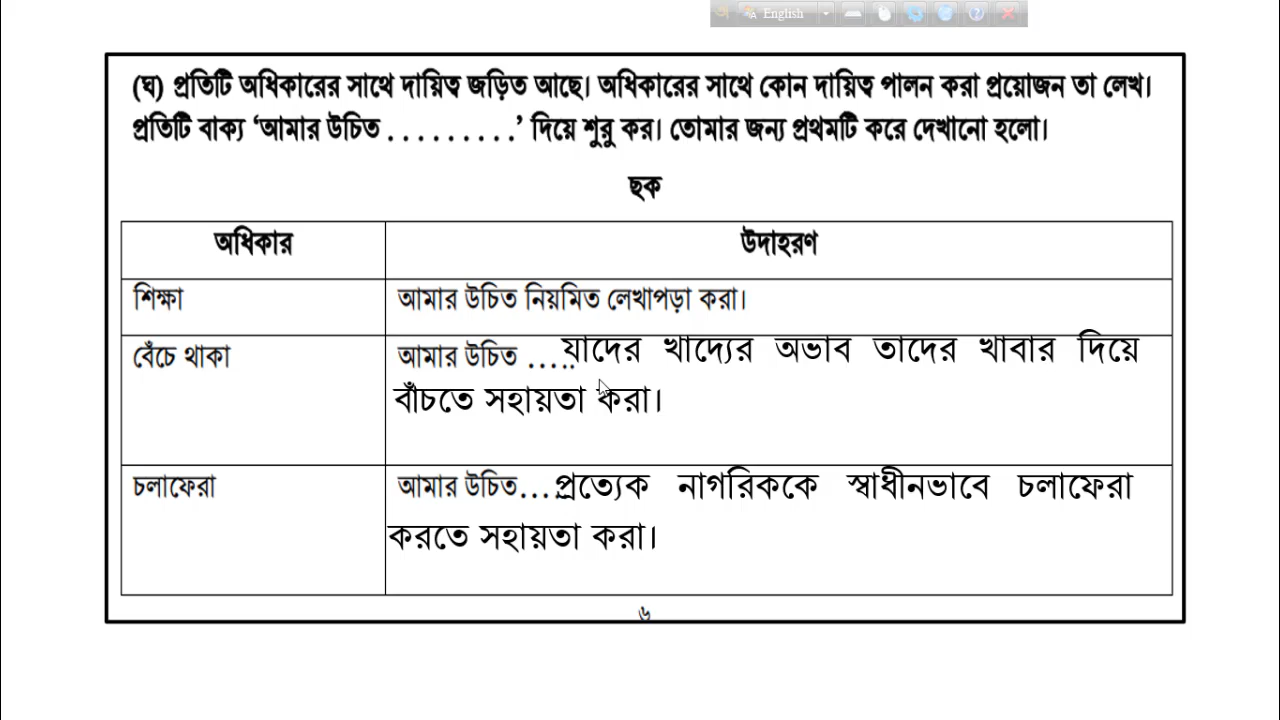 English
(ঘ) প্রতিটি অধিকারের সাথে দায়িত্ব জড়িত আছে। অধিকারের সাথে কোন দায়িত্ব পালন করা প্রয়োজন তা লেখ।
প্রতিটি বাক্য ‘আমার উচিত . . . . . . . . .’ দিয়ে শুরু কর। তোমার জন্য প্রথমটি করে দেখানো হলো।
ছক
অধিকার উদাহরণ
শিক্ষা আমার উচিত নিয়মিত লেখাপড়া করা।
বেঁচে থাকা আমার উচিত .....যাদের খাদ্যের অভাব তাদের খাবার দিয়ে
বাঁচতে সহায়তা করা।
চলাফেরা আমার উচিত.....প্রত্যেক নাগরিককে স্বাধীনভাবে চলাফেরা
করতে সহায়তা করা।
৬